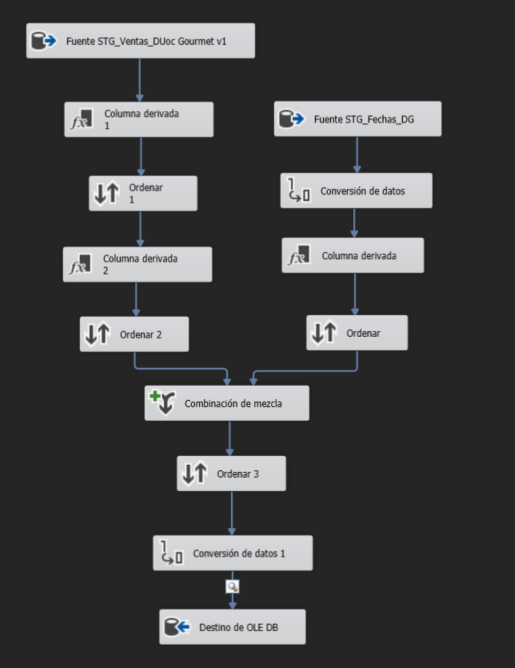 Fuente STG_Ventas_DUoc Gourmet v1
Columna derivada
1
Fuente STG_Fechas_DG
Ordenar
1
Conversión de datos
Columna derivada
2
Columna derivada
Ordenar 2
Ordenar
Combinación de mezcla
Ordenar 3
Conversión de datos 1
Destino de OLE DB